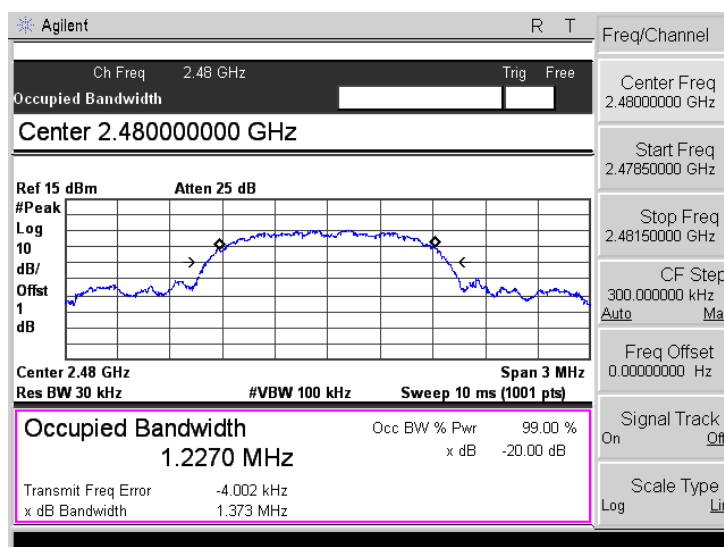 Agilent R T
Ch Freq 2.48 GHz Trig Free
Occupied Bandwidth
Center 2.480000000 GHz
Ref 15 dBm Atten 25 dB
#Peak
Log
10
dB/
Offst
1
dB
Center 2.48 GHz Span 3 MHz
Res BW 30 kHz #VBW 100 kHz Sweep 10 ms (1001 pts)
Occupied Bandwidth
1.2270 MHz
Occ BW % Pwr 99.00 %
x dB -20.00 dB
Transmit Freq Error -4.002 kHz
x dB Bandwidth 1.373 MHz
Freq/Channel
Center Freq
2.48000000 GHz
Start Freq
2.47850000 GHz
Stop Freq
2.48150000 GHz
CF Step
300.000000 kHz
Auto Ma
Freq Offset
0.00000000 Hz
Signal Track
On Off
Scale Type
Log Lin